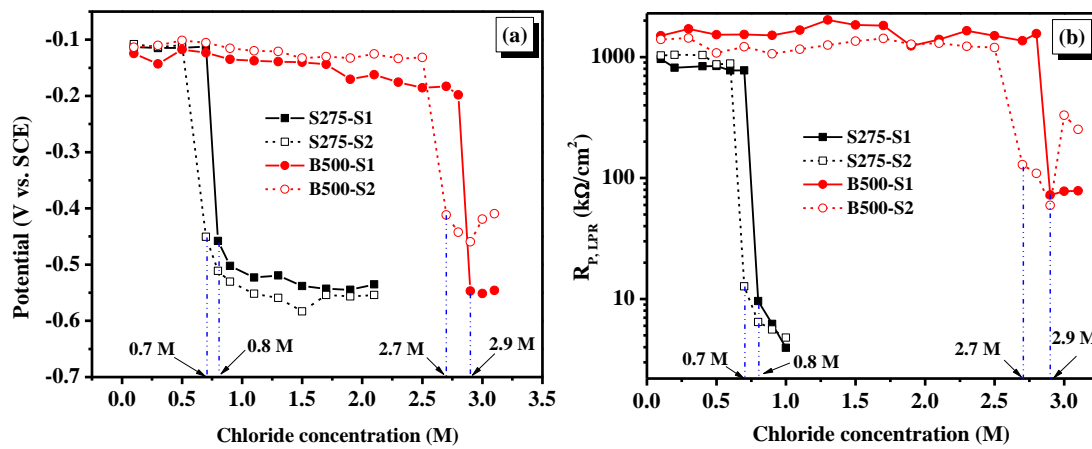 (a)
Potential (V vs. SCE)
-0.1
-0.2
-0.3
-0.4
-0.5
-0.6
-0.7
S275-S1
S275-S2
B500-S1
B500-S2
0.7 M
0.8 M
2.7 M
2.9 M
0.0 0.5 1.0 1.5 2.0 2.5 3.0 3.5
Chloride concentration (M)
(b)
R_P, LPR (kΩ/cm²)
1000
100
10
S275-S1
S275-S2
B500-S1
B500-S2
0.7 M
0.8 M
2.7 M
2.9 M
0.0 0.5 1.0 1.5 2.0 2.5 3.0
Chloride concentration (M)